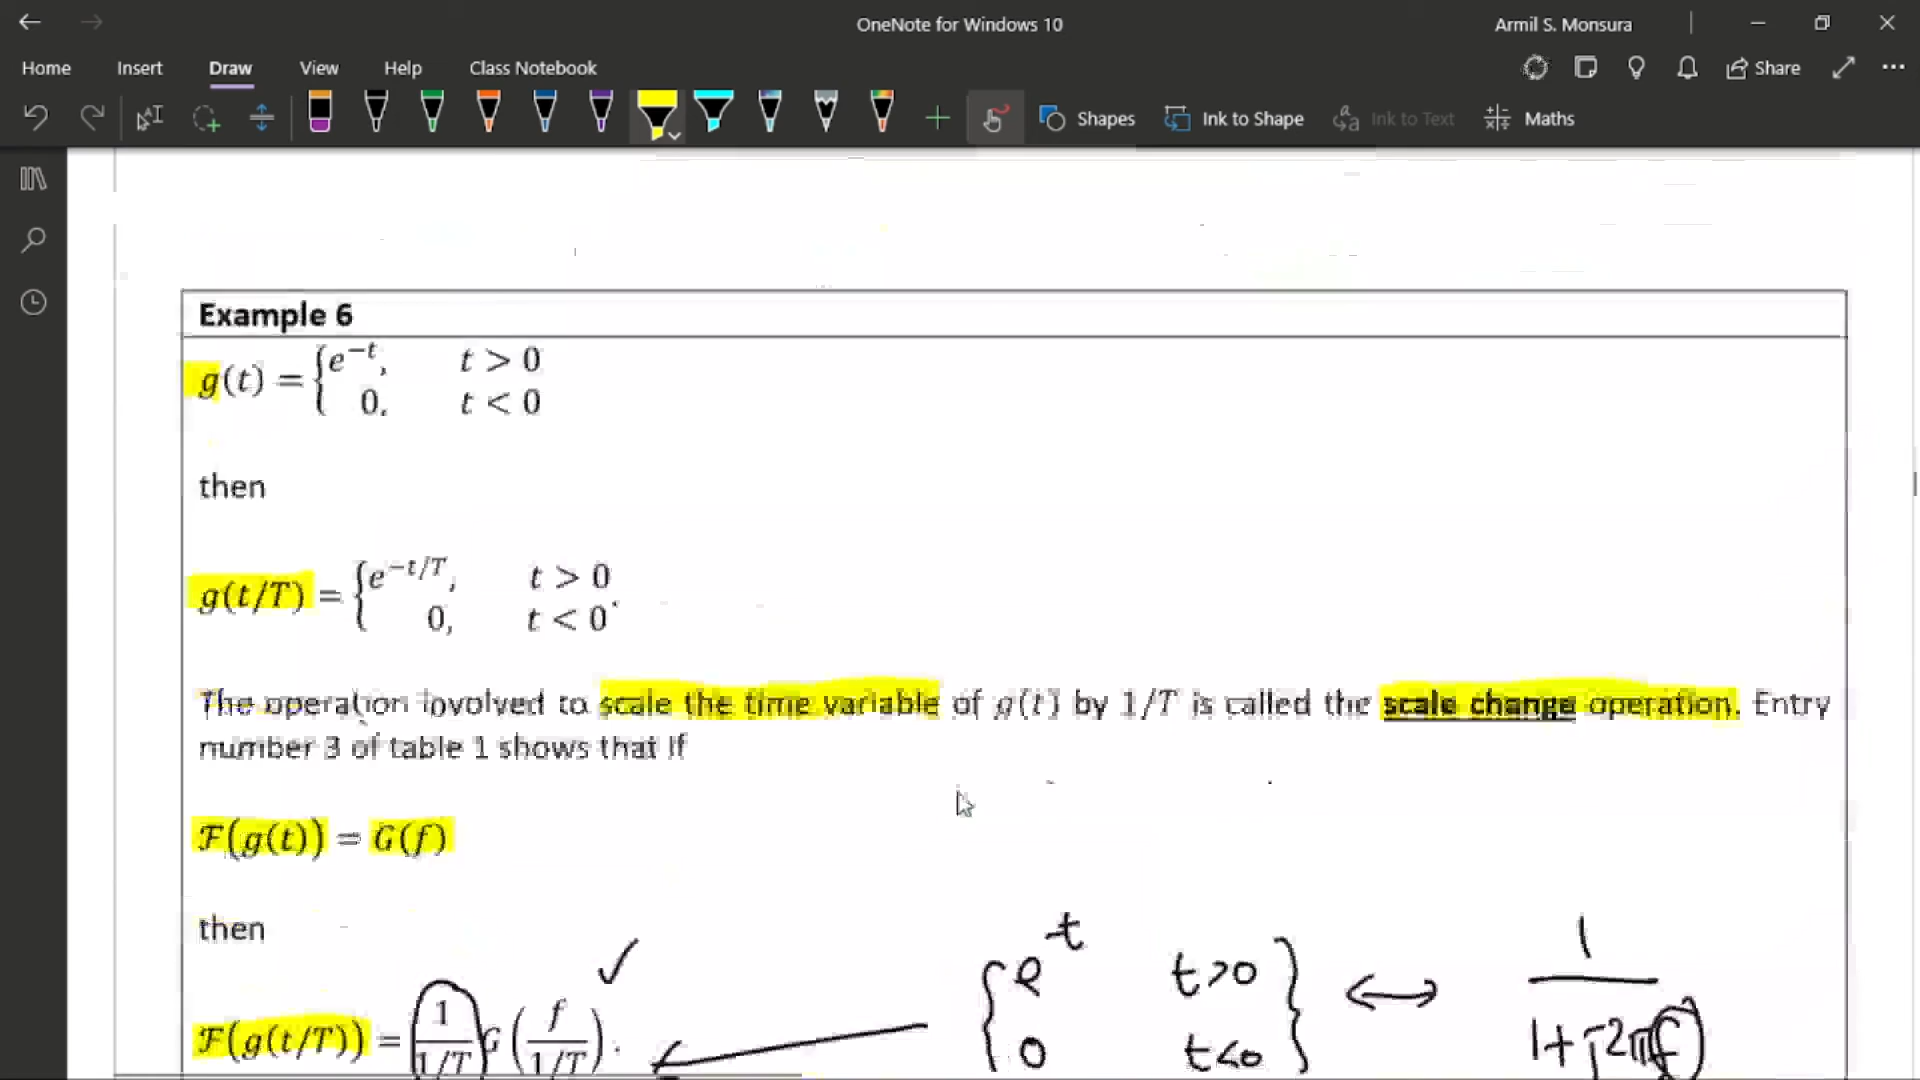 OneNote for Windows 10
Armil S. Monsura
Home Insert Draw View Help Class Notebook
Share
Shapes Ink to Shape Ink to Text Maths
Example 6
g(t) = {e^{-t}, t > 0
0, t < 0
then
g(t/T) = {e^{-t/T}, t > 0
0, t < 0.
The operation involved to scale the time variable of g(t) by 1/T is called the scale change operation. Entry
number 3 of table 1 shows that if
ℱ(g(t)) = G(f)
then
ℱ(g(t/T)) = \frac{1}{1/T} G(\frac{f}{1/T}).
{e^{-t} t>0
0 t<0} ↔ \frac{1}{1+j2πf}